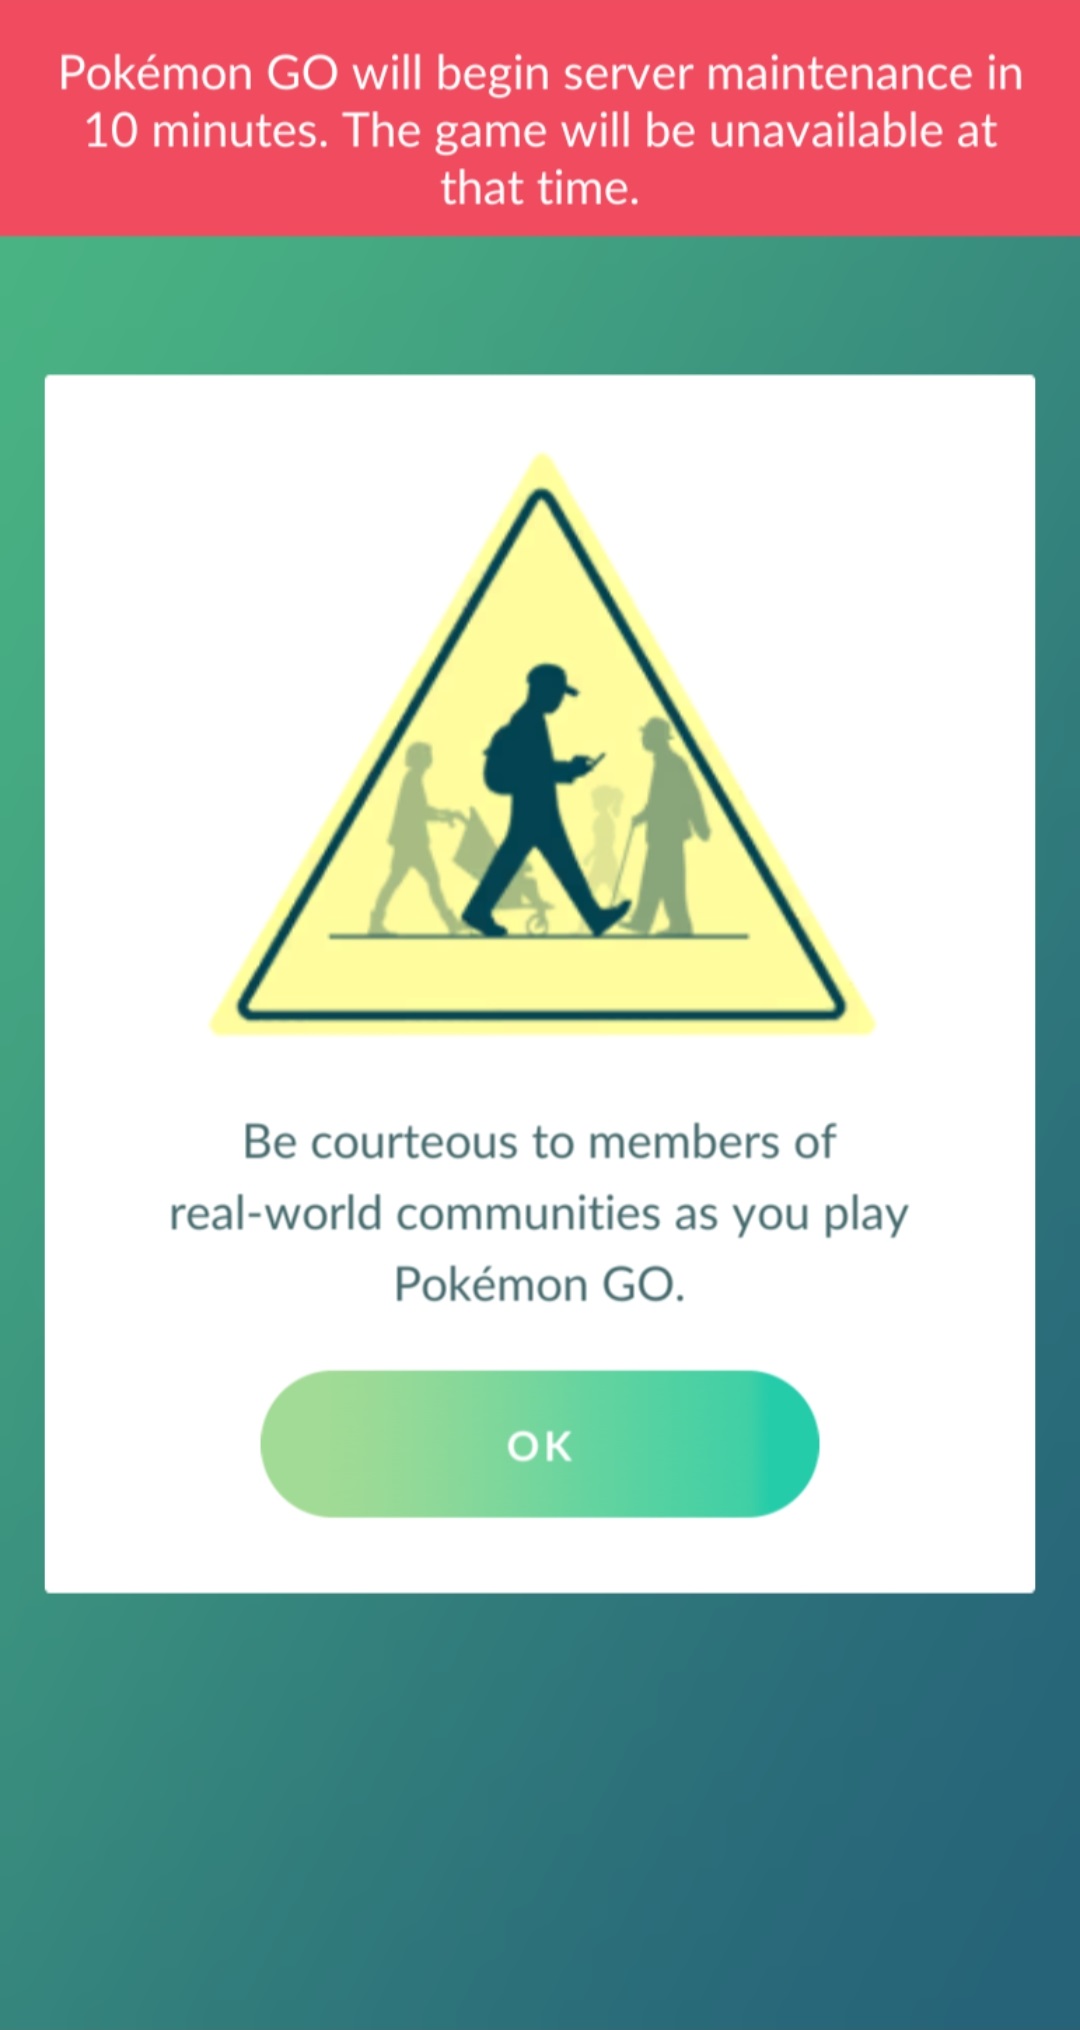 Pokémon GO will begin server maintenance in
10 minutes. The game will be unavailable at
that time.
Be courteous to members of
real-world communities as you play
Pokémon GO.
OK